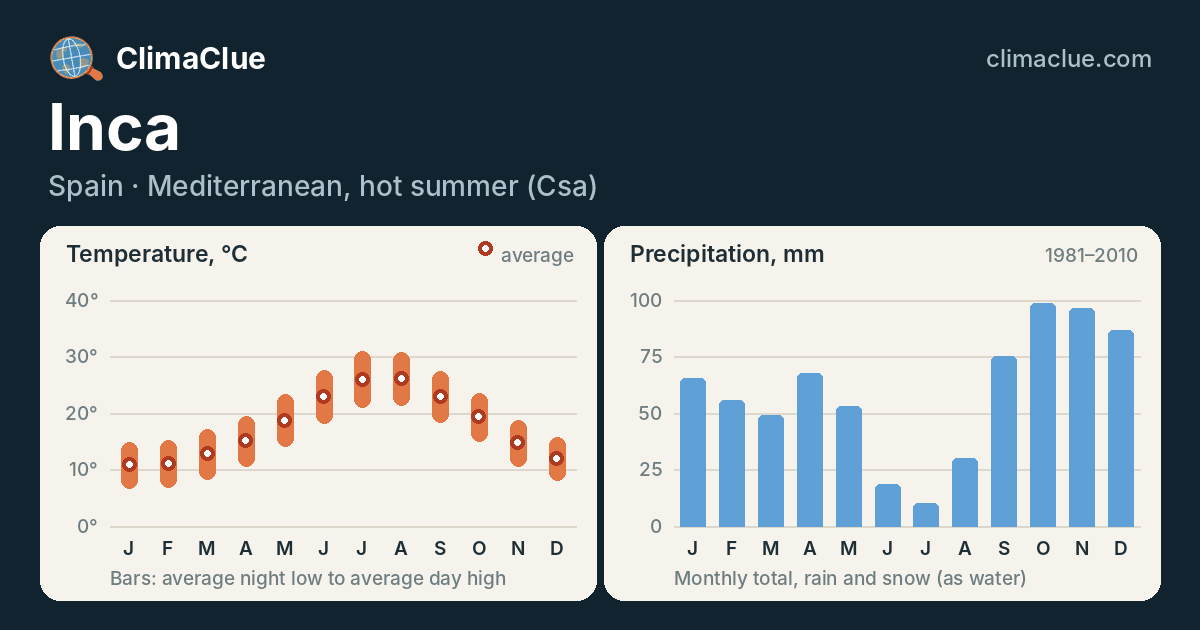 ClimaClue
climaclue.com
Inca
Spain · Mediterranean, hot summer (Csa)
Temperature, °C
average
40°
30°
20°
10°
0°
J F M A M J J A S O N D
Bars: average night low to average day high
Precipitation, mm
1981–2010
100
75
50
25
0
J F M A M J J A S O N D
Monthly total, rain and snow (as water)